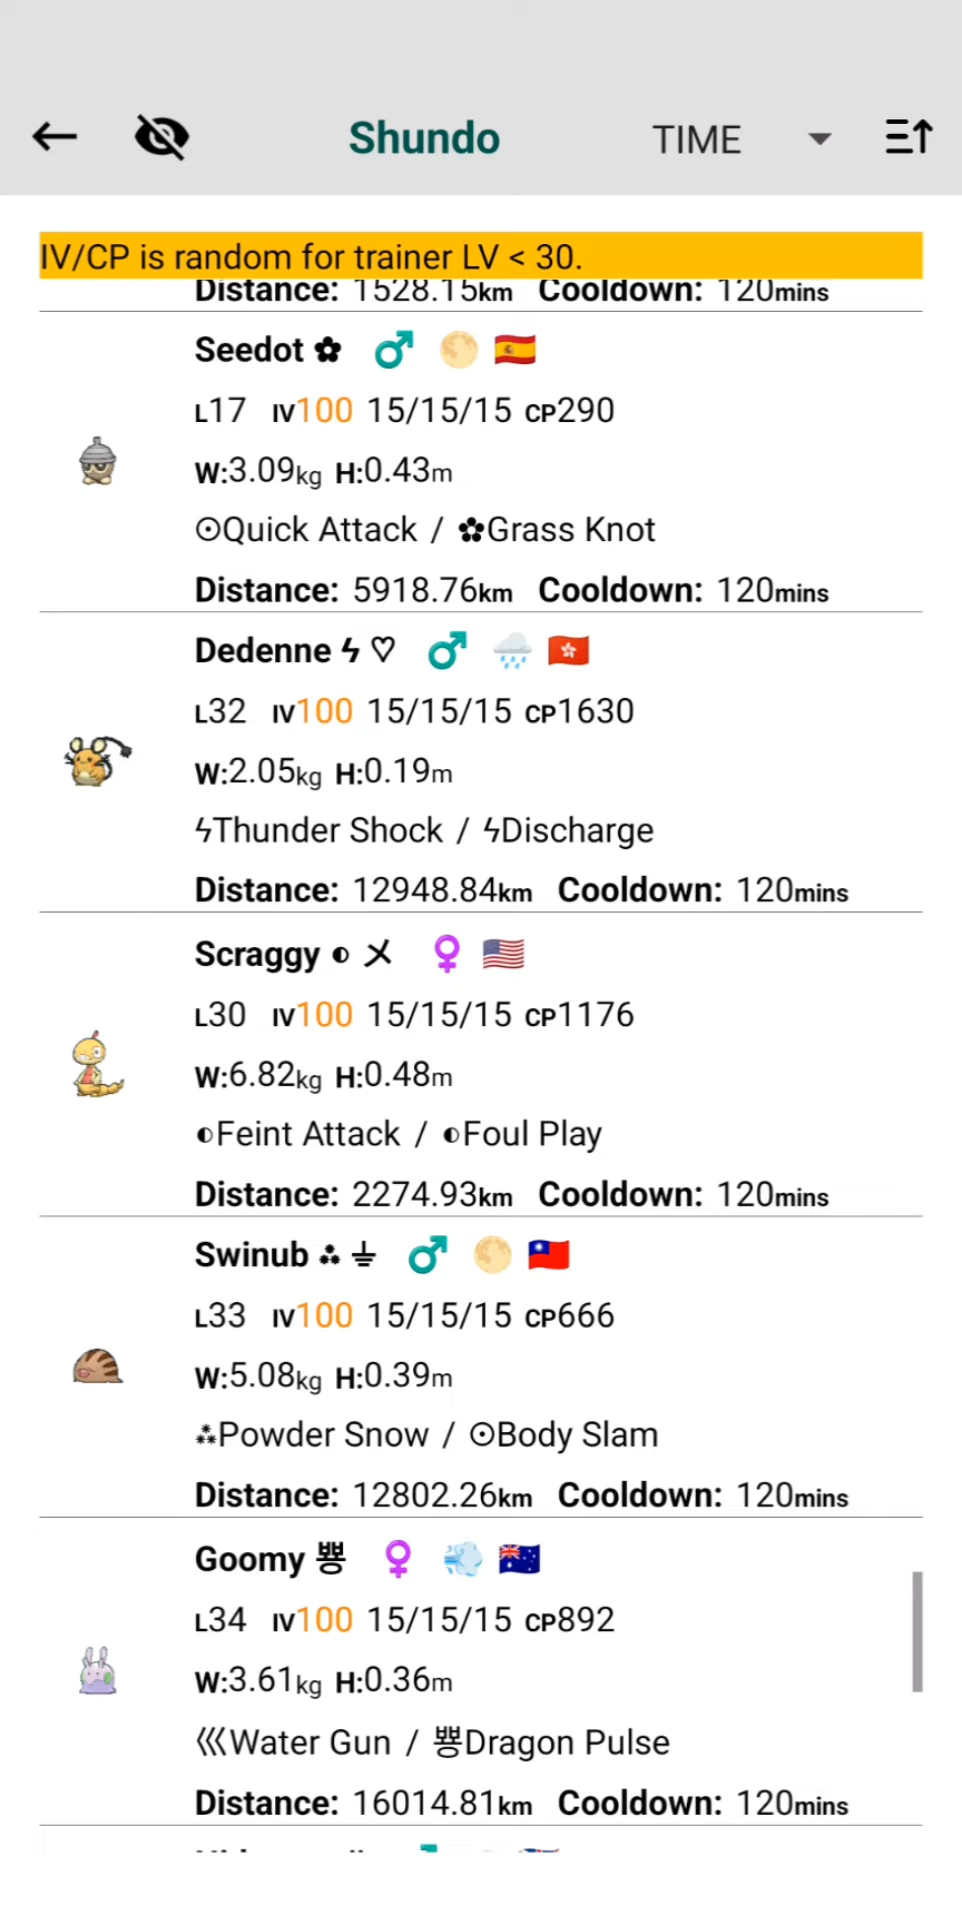 Shundo TIME
IV/CP is random for trainer LV < 30.
Distance: 1528.15km Cooldown: 120mins
Seedot
L17 IV100 15/15/15 CP290
W:3.09kg H:0.43m
Quick Attack / Grass Knot
Distance: 5918.76km Cooldown: 120mins
Dedenne
L32 IV100 15/15/15 CP1630
W:2.05kg H:0.19m
Thunder Shock / Discharge
Distance: 12948.84km Cooldown: 120mins
Scraggy
L30 IV100 15/15/15 CP1176
W:6.82kg H:0.48m
Feint Attack / Foul Play
Distance: 2274.93km Cooldown: 120mins
Swinub
L33 IV100 15/15/15 CP666
W:5.08kg H:0.39m
Powder Snow / Body Slam
Distance: 12802.26km Cooldown: 120mins
Goomy 뿅
L34 IV100 15/15/15 CP892
W:3.61kg H:0.36m
Water Gun / 뿅Dragon Pulse
Distance: 16014.81km Cooldown: 120mins